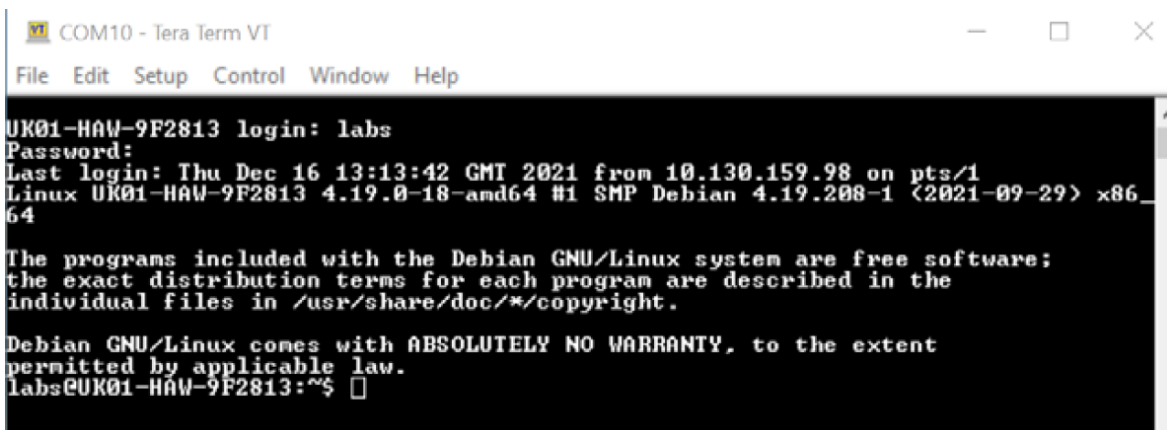 COM10 - Tera Term VT
File Edit Setup Control Window Help
UK01-HAW-9F2813 login: labs
Password:
Last login: Thu Dec 16 13:13:42 GMT 2021 from 10.130.159.98 on pts/1
Linux UK01-HAW-9F2813 4.19.0-18-amd64 #1 SMP Debian 4.19.208-1 (2021-09-29) x86_
64
The programs included with the Debian GNU/Linux system are free software;
the exact distribution terms for each program are described in the
individual files in /usr/share/doc/*/copyright.
Debian GNU/Linux comes with ABSOLUTELY NO WARRANTY, to the extent
permitted by applicable law.
labs@UK01-HAW-9F2813:~$